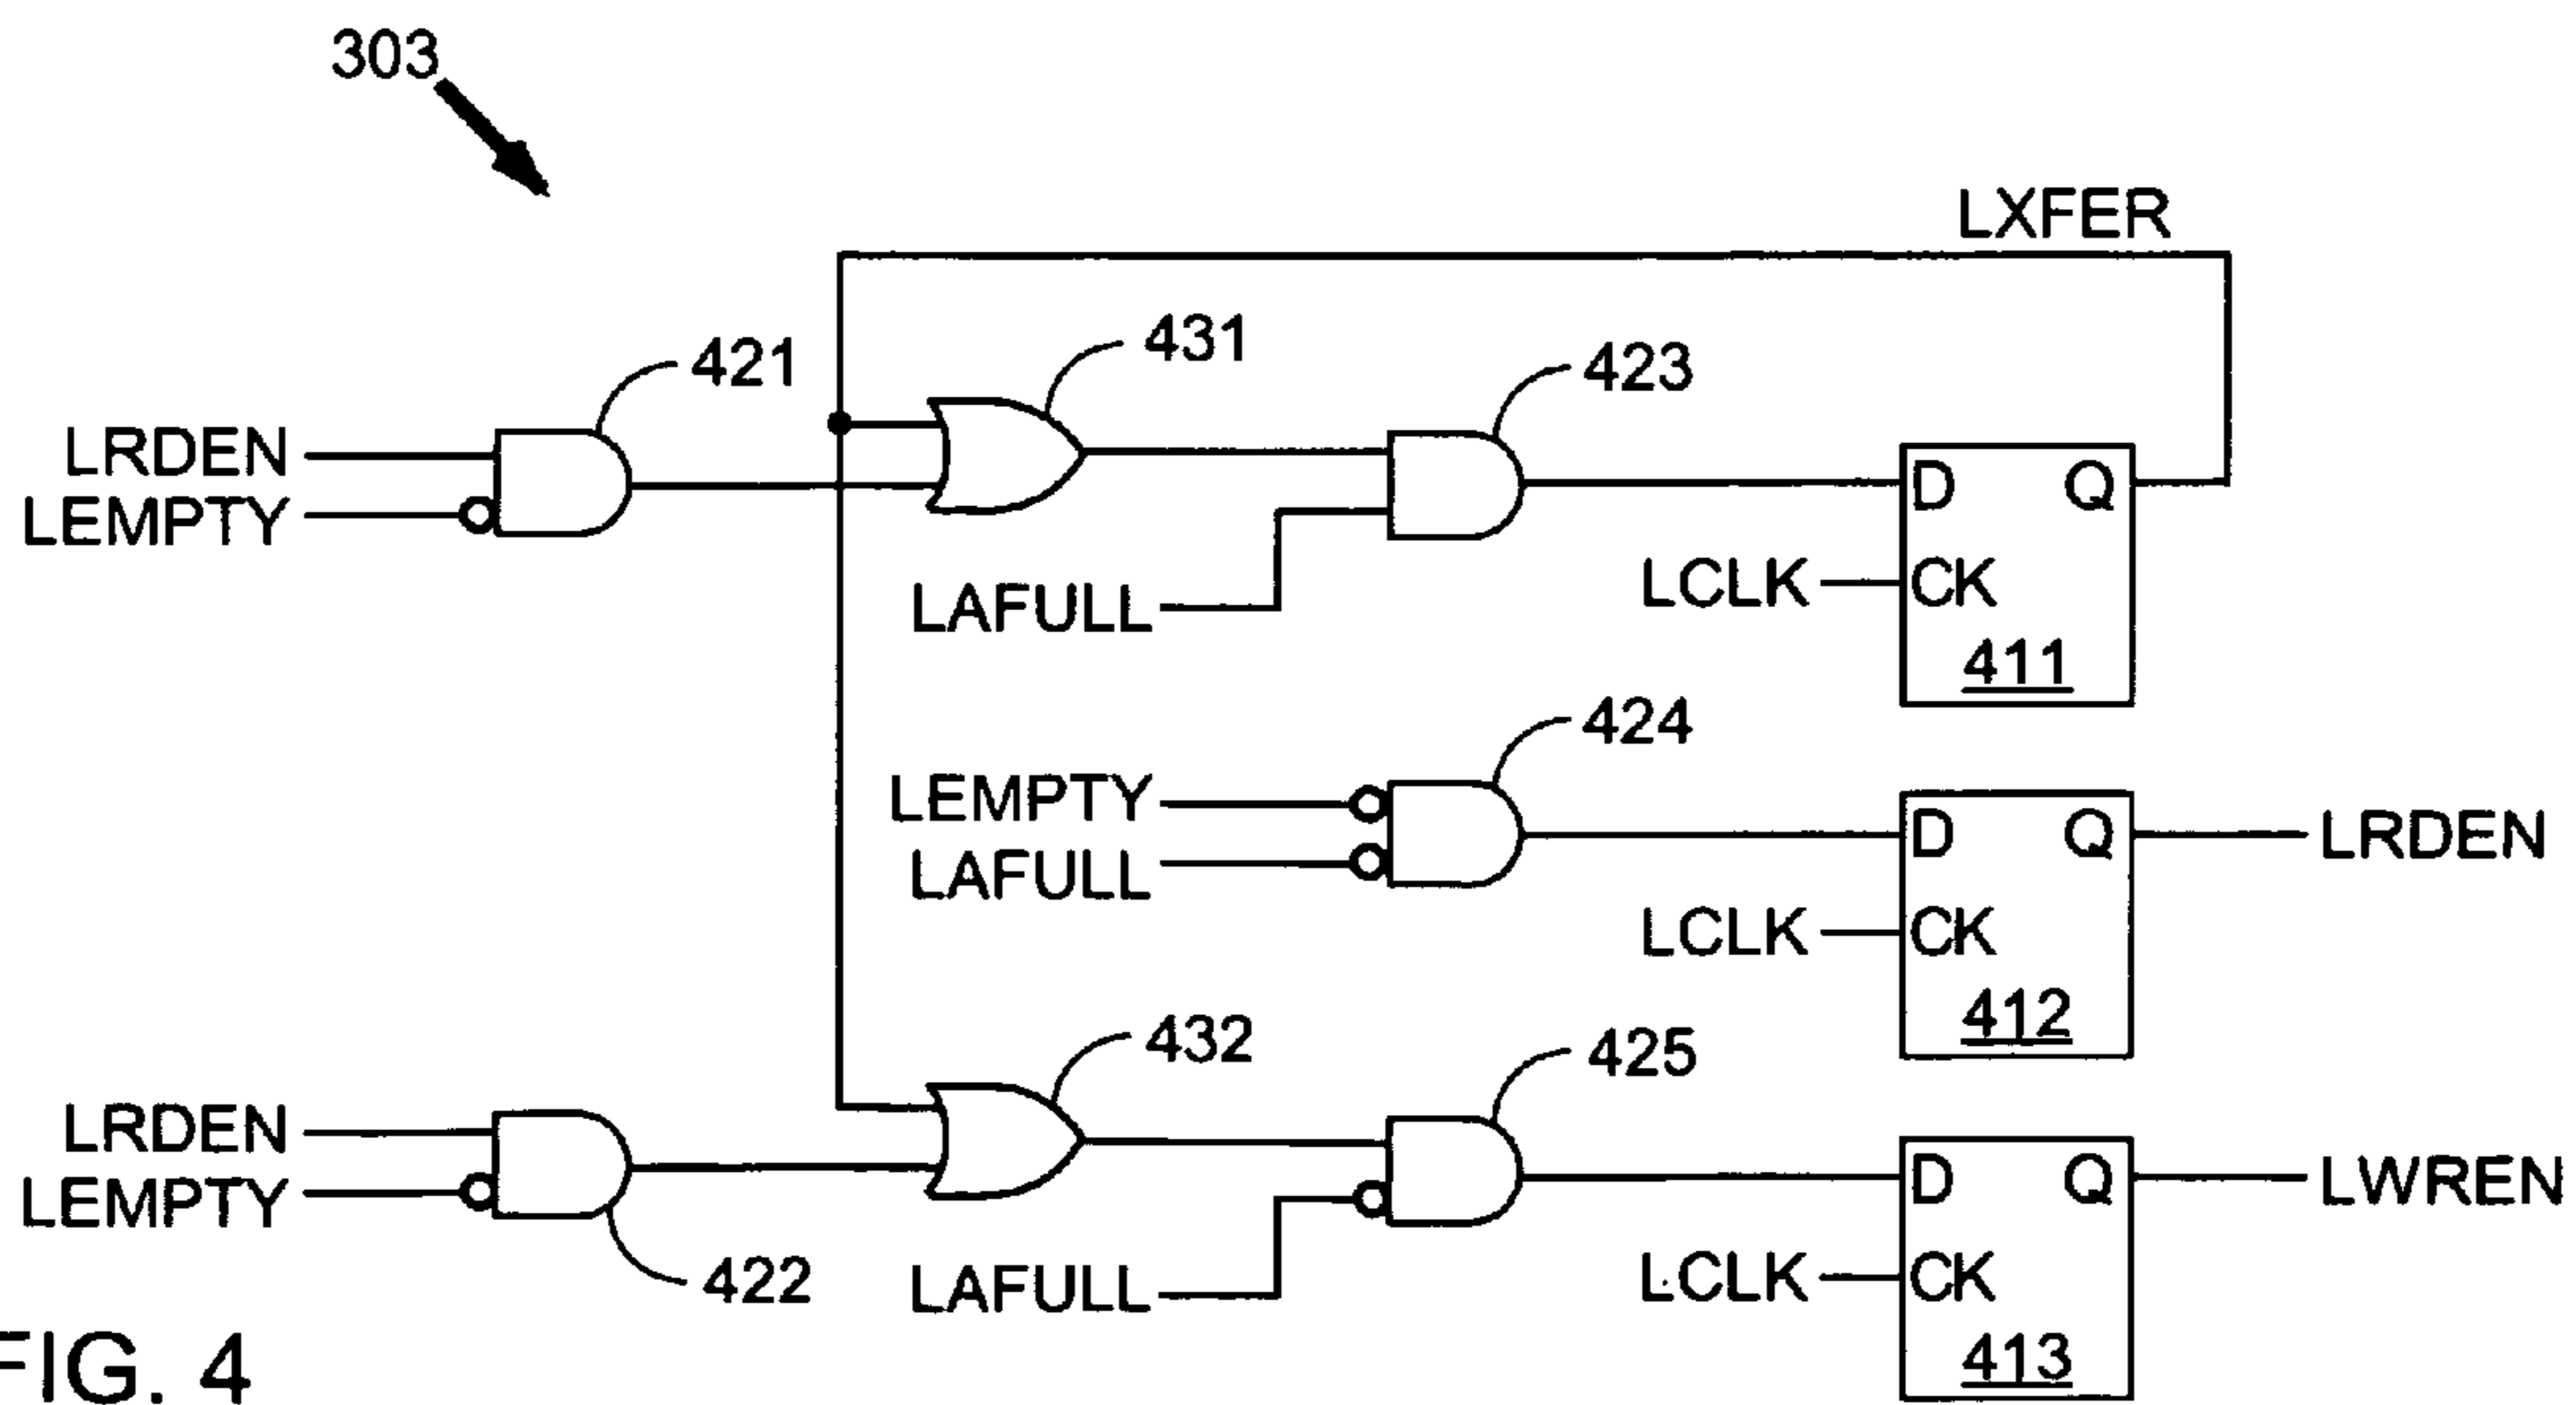 303
LXFER
421
431
423
LRDEN
LEMPTY
D Q
LAFULL
LCLK
CK
411
424
LEMPTY
LAFULL
D Q
LRDEN
LCLK
CK
412
432
425
LRDEN
LEMPTY
D Q
LWREN
422
LAFULL
LCLK
CK
413
FIG. 4